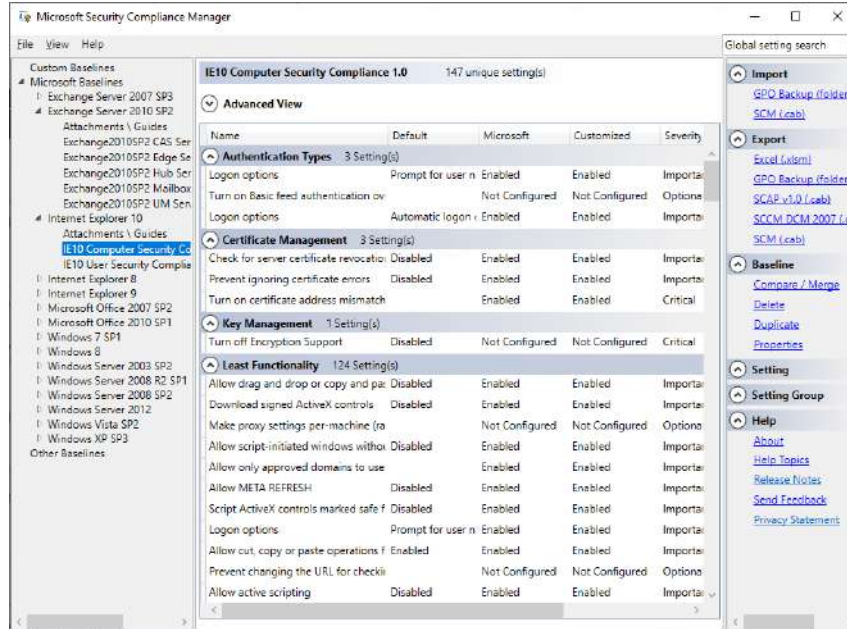 Microsoft Security Compliance Manager
File View Help
Global setting search
Custom Baselines
Microsoft Baselines
Exchange Server 2007 SP3
Exchange Server 2010 SP2
Attachments \ Guides
Exchange2010SP2 CAS Ser
Exchange2010SP2 Edge Se
Exchange2010SP2 Hub Ser
Exchange2010SP2 Mailbox
Exchange2010SP2 UM Sen
Internet Explorer 10
Attachments \ Guides
IE10 Computer Security Co
IE10 User Security Complia
Internet Explorer 8
Internet Explorer 9
Microsoft Office 2007 SP2
Microsoft Office 2010 SP1
Windows 7 SP1
Windows 8
Windows Server 2003 SP2
Windows Server 2008 R2 SP1
Windows Server 2008 SP2
Windows Server 2012
Windows Vista SP2
Windows XP SP3
Other Baselines
IE10 Computer Security Compliance 1.0 147 unique setting(s)
Advanced View
Name Default Microsoft Customized Severity
Authentication Types 3 Setting(s)
Logon options Prompt for user n Enabled Enabled Importa
Turn on Basic feed authentication ov Not Configured Not Configured Optiona
Logon options Automatic logon Enabled Enabled Importa
Certificate Management 3 Setting(s)
Check for server certificate revocatio Disabled Enabled Enabled Importa
Prevent ignoring certificate errors Disabled Enabled Enabled Importa
Turn on certificate address mismatch Enabled Enabled Critical
Key Management 1 Setting(s)
Turn off Encryption Support Disabled Not Configured Not Configured Critical
Least Functionality 124 Setting(s)
Allow drag and drop or copy and pa Disabled Enabled Enabled Importa
Download signed ActiveX controls Disabled Enabled Enabled Importa
Make proxy settings per-machine (ra Not Configured Not Configured Optiona
Allow script-initiated windows withou Disabled Enabled Enabled Importa
Allow only approved domains to use Enabled Enabled Importa
Allow META REFRESH Disabled Enabled Enabled Importa
Script ActiveX controls marked safe f Disabled Enabled Enabled Importa
Logon options Prompt for user n Enabled Enabled Importa
Allow cut, copy or paste operations f Enabled Enabled Enabled Importa
Prevent changing the URL for checkin Not Configured Not Configured Optiona
Allow active scripting Disabled Enabled Enabled Importa
Import
GPO Backup (folder
SCM (.cab)
Export
Excel (.xlsm)
GPO Backup (folder
SCAP v1.0 (.cab)
SCCM DCM 2007 (.c
SCM (.cab)
Baseline
Compare / Merge
Delete
Duplicate
Properties
Setting
Setting Group
Help
About
Help Topics
Release Notes
Send Feedback
Privacy Statement